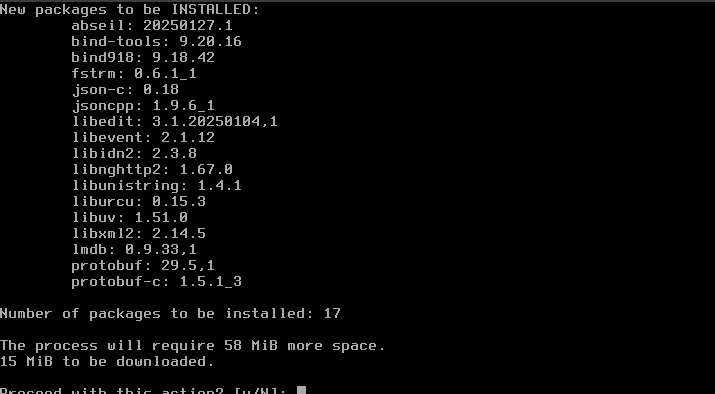 New packages to be INSTALLED:
abseil: 20250127.1
bind-tools: 9.20.16
bind918: 9.18.42
fstrm: 0.6.1_1
json-c: 0.18
jsoncpp: 1.9.6_1
libedit: 3.1.20250104,1
libevent: 2.1.12
libidn2: 2.3.8
libnghttp2: 1.67.0
libunistring: 1.4.1
liburcu: 0.15.3
libuv: 1.51.0
libxml2: 2.14.5
lmdb: 0.9.33,1
protobuf: 29.5,1
protobuf-c: 1.5.1_3
Number of packages to be installed: 17
The process will require 58 MiB more space.
15 MiB to be downloaded.
Proceed with this action? [y/N]: